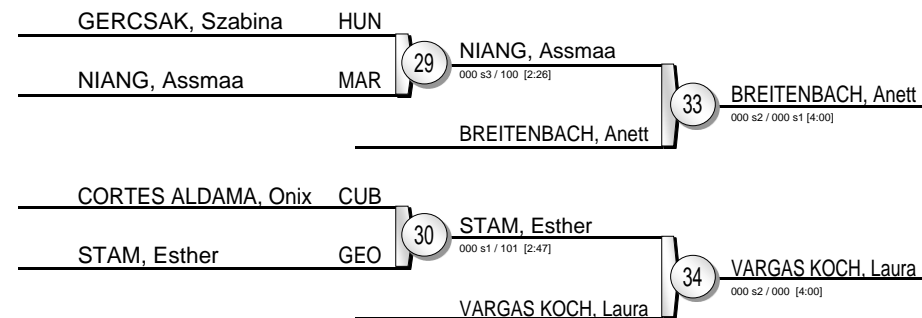 GERCSAK, Szabina HUN
NIANG, Assmaa MAR
29
NIANG, Assmaa
000 s3 / 100 [2:26]
BREITENBACH, Anett
33
BREITENBACH, Anett
000 s2 / 000 s1 [4:00]
CORTES ALDAMA, Onix CUB
STAM, Esther GEO
30
STAM, Esther
000 s1 / 101 [2:47]
VARGAS KOCH, Laura
34
VARGAS KOCH, Laura
000 s2 / 000 [4:00]